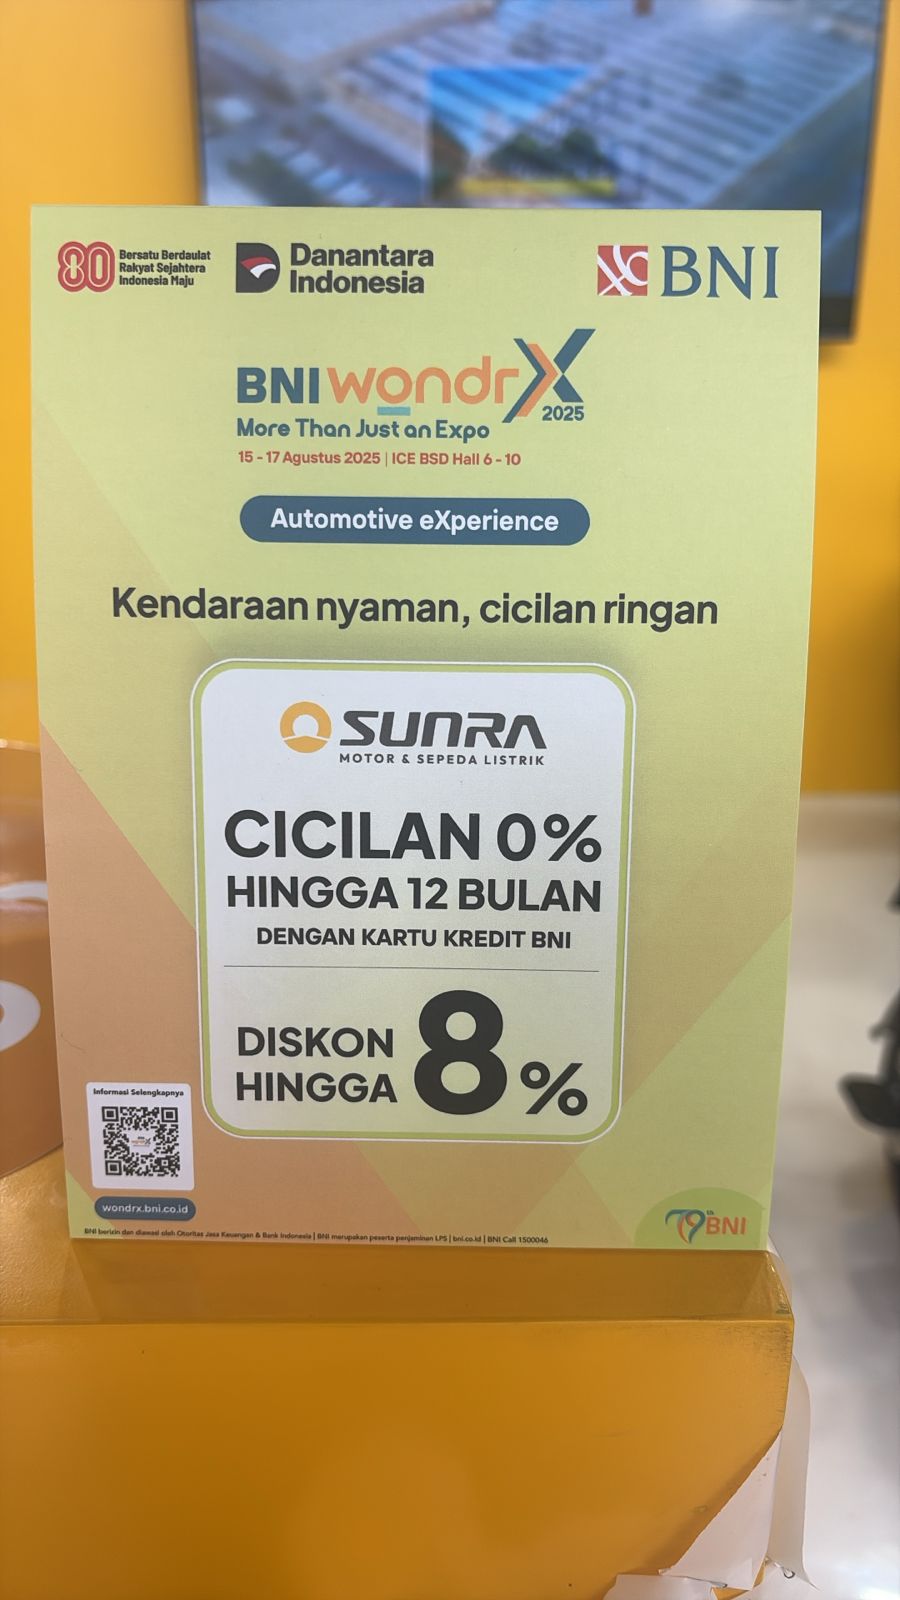 80
Bersatu Berdaulat
Rakyat Sejahtera
Indonesia Maju
Danantara
Indonesia
BNI
BNI wondrX
2025
More Than Just an Expo
15 - 17 Agustus 2025 | ICE BSD Hall 6 - 10
Automotive eXperience
Kendaraan nyaman, cicilan ringan
SUNRA
MOTOR & SEPEDA LISTRIK
CICILAN 0%
HINGGA 12 BULAN
DENGAN KARTU KREDIT BNI
DISKON
HINGGA 8%
Informasi Selengkapnya
wondrx.bni.co.id
79th BNI
BNI berizin dan diawasi oleh Otoritas Jasa Keuangan & Bank Indonesia | BNI merupakan peserta penjaminan LPS | bni.co.id | BNI Call 1500046